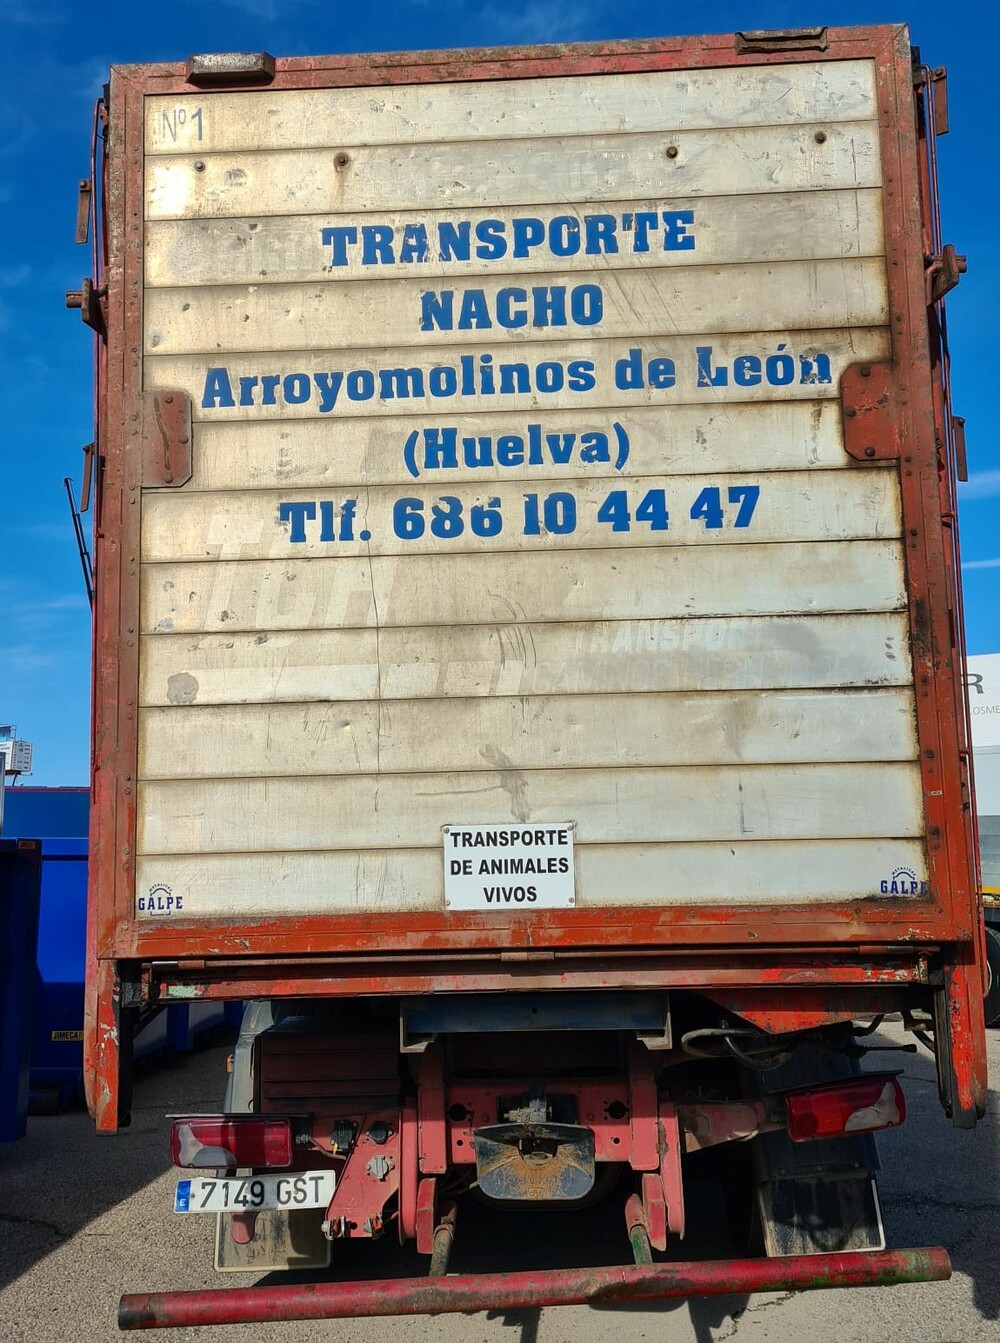 Nº1
TRANSPORTE
NACHO
Arroyomolinos de León
(Huelva)
Tlf. 686 10 44 47
TRANSPORTE
DE ANIMALES
VIVOS
GALPE
GALPE
JIMECA
E
7149 GST
R